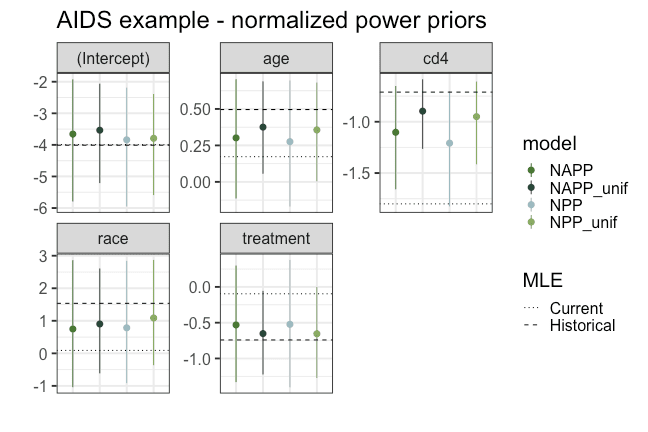 AIDS example - normalized power priors
(Intercept)
age
cd4
-2
-3
-4
-5
-6
0.50
0.25
0.00
-1.0
-1.5
race
treatment
3
2
1
0
-1
0.0
-0.5
-1.0
model
NAPP
NAPP_unif
NPP
NPP_unif
MLE
Current
Historical